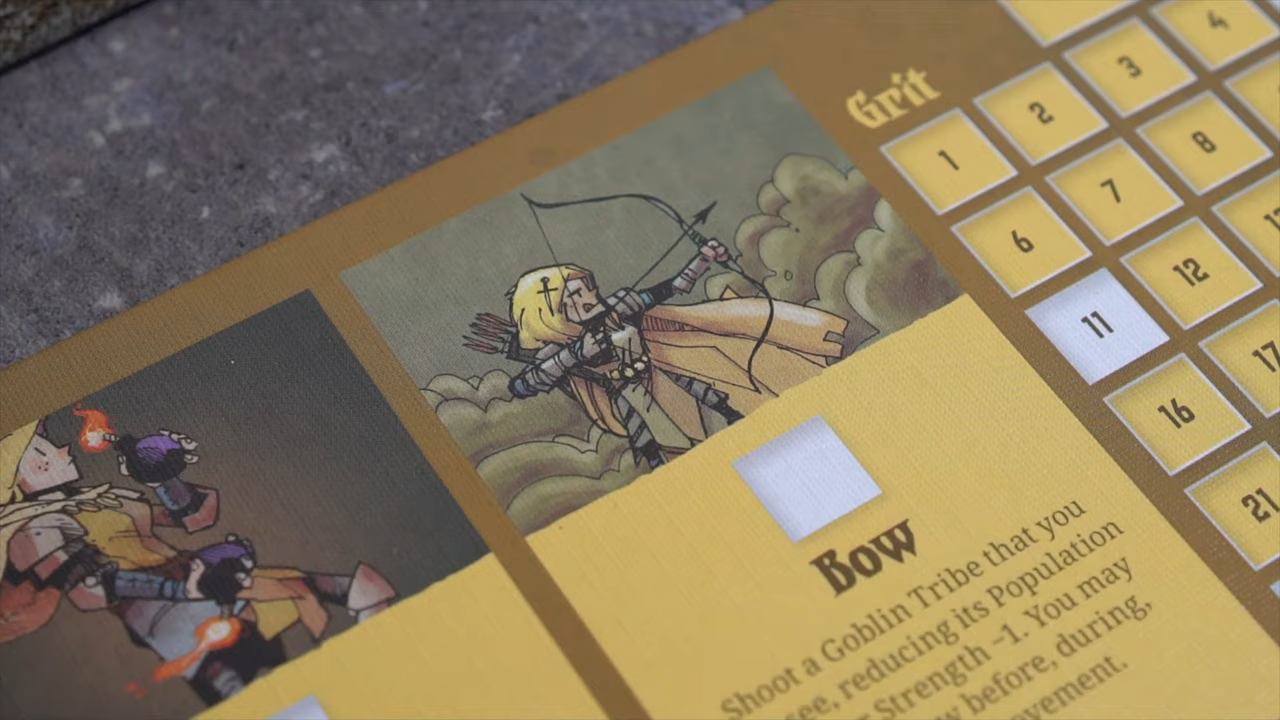 Grit
1 2 3 4
6 7 8
11 12
16 17
21
Bow
Shoot a Goblin Tribe that you
see, reducing its Population
Strength -1. You may
before, during,